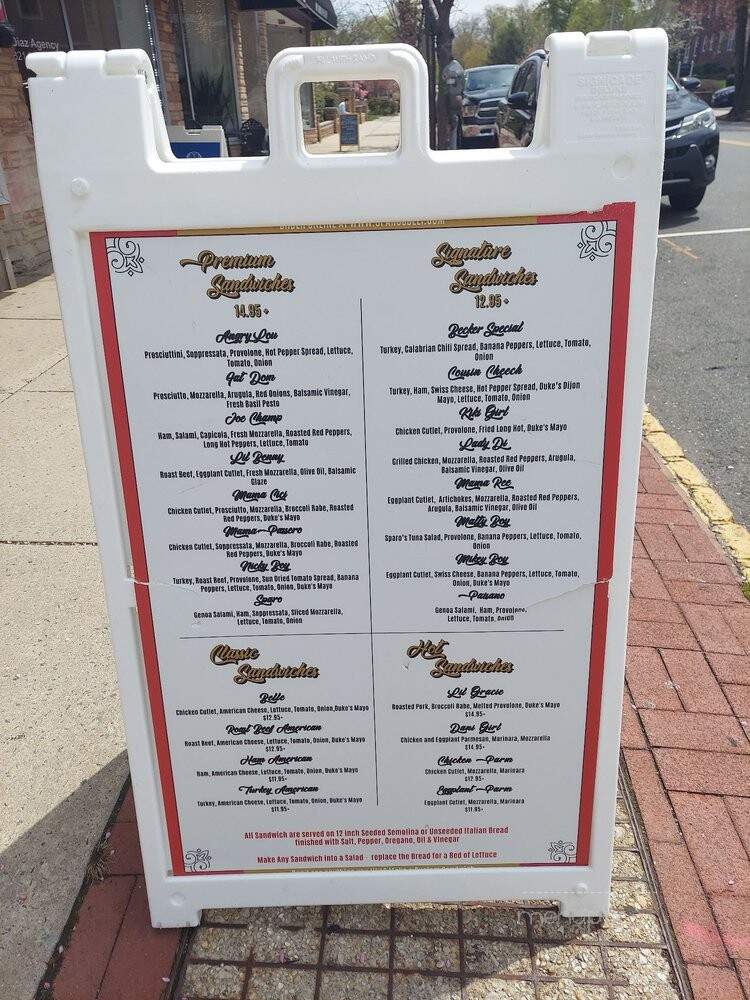 Diaz Agency
ORDER ONLINE AT WWW.SPAROSDELI.COM
Premium
Sandwiches
14.95+
Angry Lou
Prosciuttini, Soppressata, Provolone, Hot Pepper Spread, Lettuce,
Tomato, Onion
Fat Dom
Prosciutto, Mozzarella, Arugula, Red Onions, Balsamic Vinegar,
Fresh Basil Pesto
Joe Champ
Ham, Salami, Capicola, Fresh Mozzarella, Roasted Red Peppers,
Long Hot Peppers, Lettuce, Tomato
Lil Benny
Roast Beef, Eggplant Cutlet, Fresh Mozzarella, Olive Oil, Balsamic
Glaze
Mama Cici
Chicken Cutlet, Prosciutto, Mozzarella, Broccoli Rabe, Roasted
Red Peppers, Duke's Mayo
Mama Passero
Chicken Cutlet, Soppressata, Mozzarella, Broccoli Rabe, Roasted
Red Peppers, Duke's Mayo
Nicky Boy
Turkey, Roast Beef, Provolone, Sun Dried Tomato Spread, Banana
Peppers, Lettuce, Tomato, Onion, Duke's Mayo
Sparo
Genoa Salami, Ham, Soppressata, Sliced Mozzarella,
Lettuce, Tomato, Onion
Signature
Sandwiches
12.95+
Becker Special
Turkey, Calabrian Chili Spread, Banana Peppers, Lettuce, Tomato,
Onion
Cousin Cheech
Turkey, Ham, Swiss Cheese, Hot Pepper Spread, Duke's Dijon
Mayo, Lettuce, Tomato, Onion
Kiki Girl
Chicken Cutlet, Provolone, Fried Long Hot, Duke's Mayo
Lady Di
Grilled Chicken, Mozzarella, Roasted Red Peppers, Arugula,
Balsamic Vinegar, Olive Oil
Mama Ree
Eggplant Cutlet, Artichokes, Mozzarella, Roasted Red Peppers,
Arugula, Balsamic Vinegar, Olive Oil
Matty Boy
Sparo's Tuna Salad, Provolone, Banana Peppers, Lettuce, Tomato,
Onion
Mikey Boy
Eggplant Cutlet, Swiss Cheese, Banana Peppers, Lettuce, Tomato,
Onion, Duke's Mayo
Paisano
Genoa Salami, Ham, Provolone,
Lettuce, Tomato, Onion
Classic
Sandwiches
Belle
Chicken Cutlet, American Cheese, Lettuce, Tomato, Onion,Duke's Mayo
$12.95+
Roast Beef American
Roast Beef, American Cheese, Lettuce, Tomato, Onion, Duke's Mayo
$12.95+
Ham American
Ham, American Cheese, Lettuce, Tomato, Onion, Duke's Mayo
$11.95+
Turkey American
Turkey, American Cheese, Lettuce, Tomato, Onion, Duke's Mayo
$11.95+
Hot
Sandwiches
Lil Gracie
Roasted Pork, Broccoli Rabe, Melted Provolone, Duke's Mayo
$14.95+
Dani Girl
Chicken and Eggplant Parmesan, Marinara, Mozzarella
$14.95+
Chicken Parm
Chicken Cutlet, Mozzarella, Marinara
$12.95+
Eggplant Parm
Eggplant Cutlet, Mozzarella, Marinara
$11.95+
All Sandwich are served on 12 inch Seeded Semolina or Unseeded Italian Bread
finished with Salt, Pepper, Oregano, Oil & Vinegar
Make Any Sandwich into a Salad - replace the Bread for a Bed of Lettuce